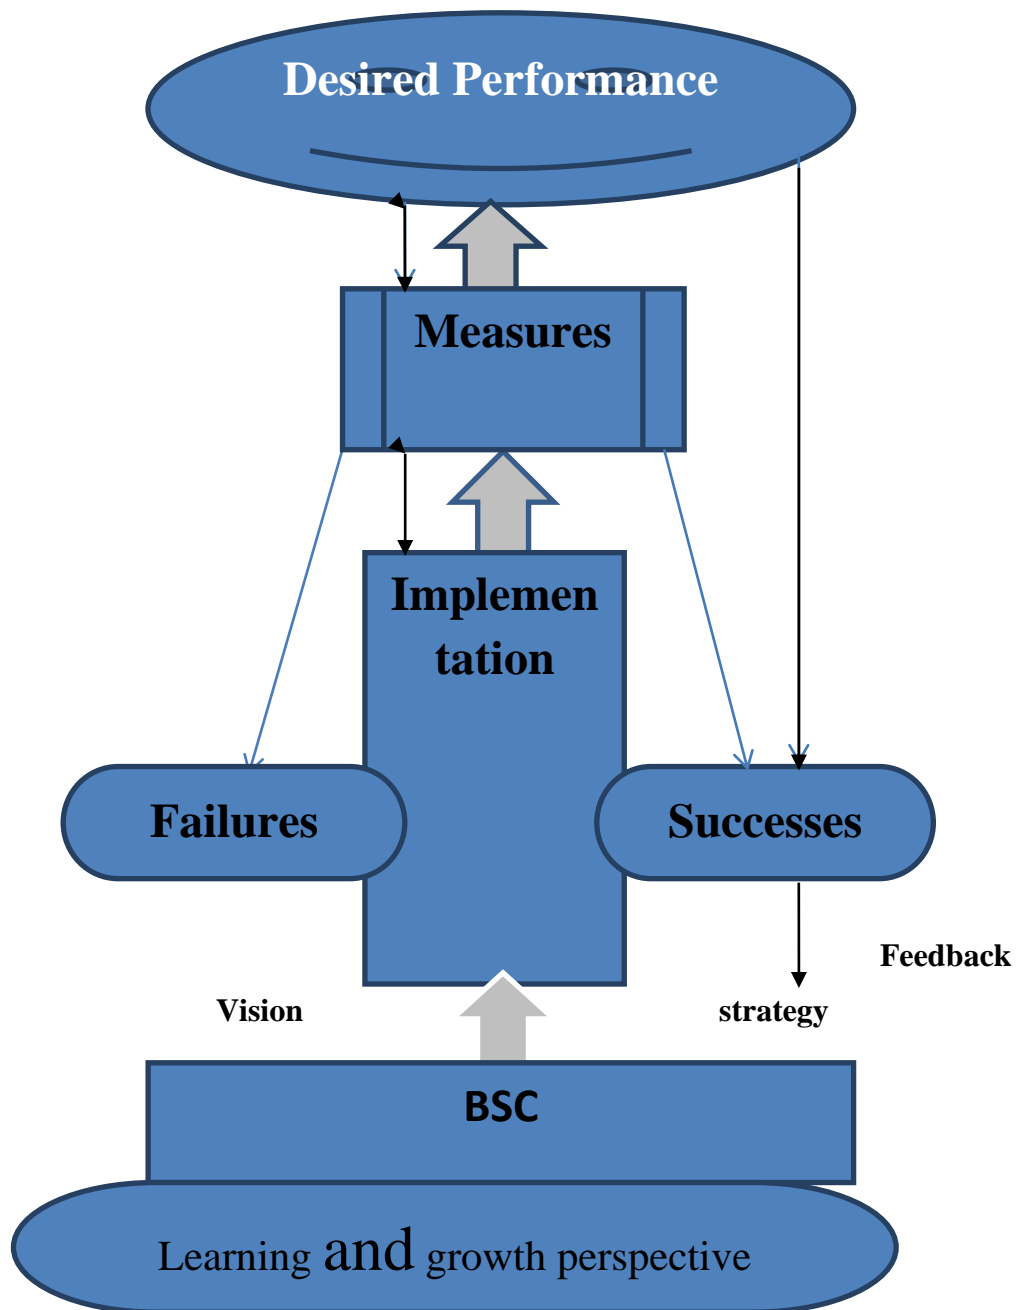 Desired Performance
Measures
Implemen
tation
Failures
Successes
Feedback
Vision
strategy
BSC
Learning and growth perspective